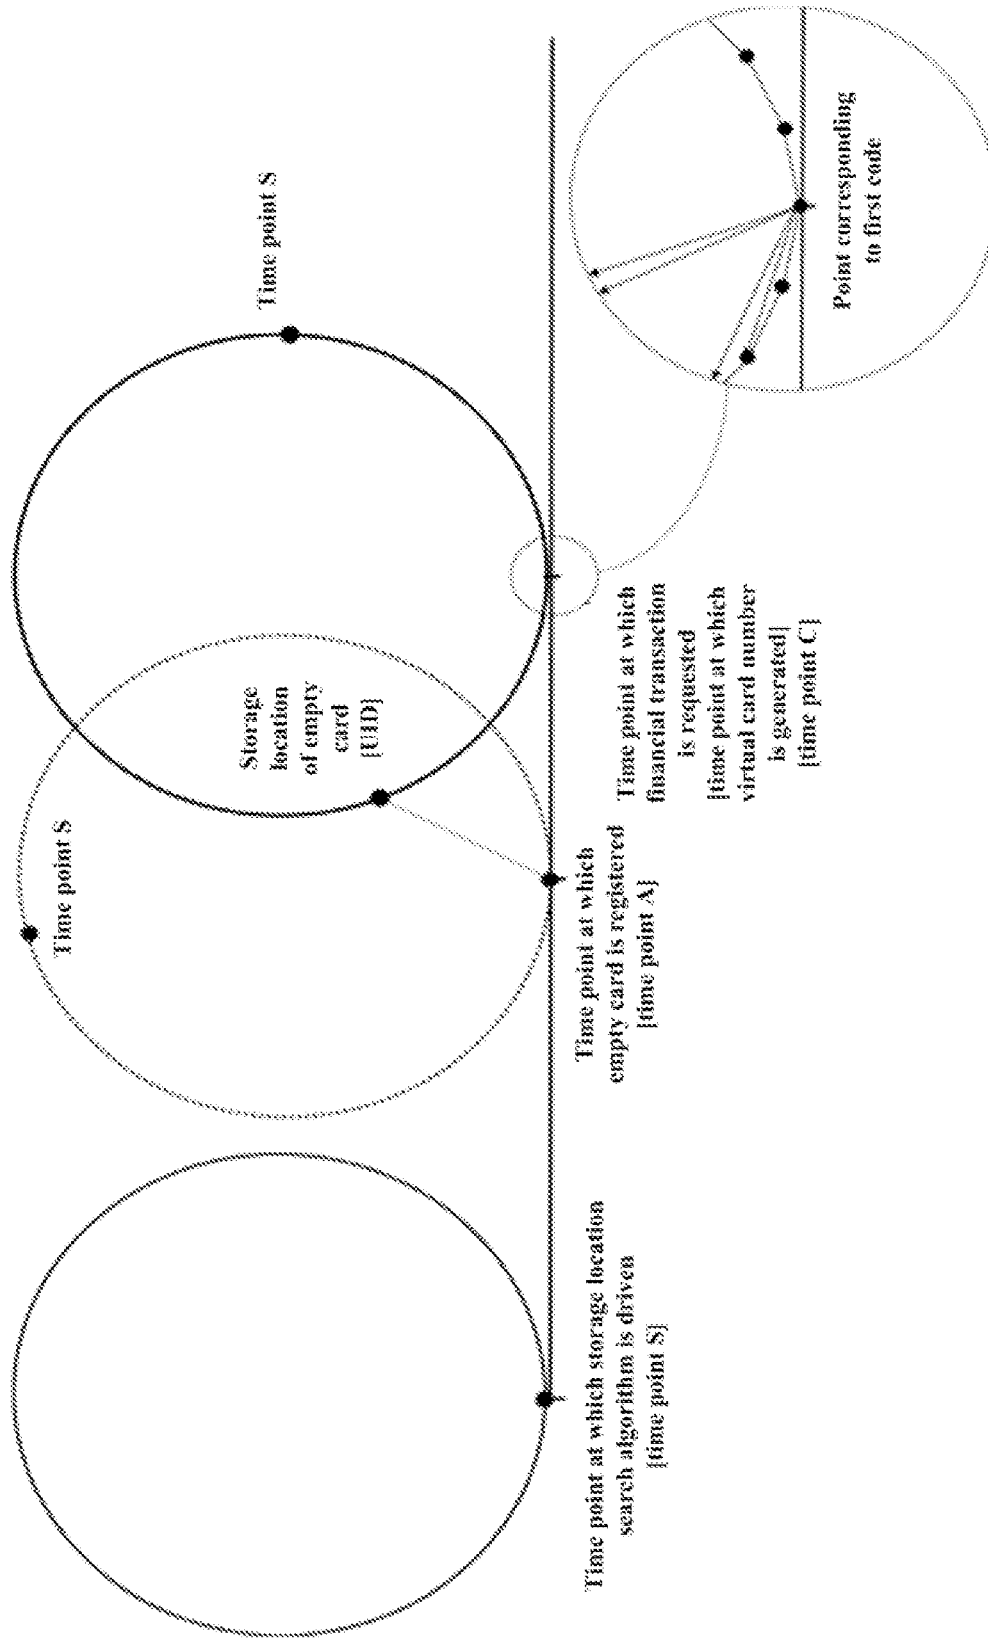 Time point S
Time point S
Storage
location
of empty
card
[UID]
Time point at which storage location
search algorithm is driven
[time point S]
Time point at which
empty card is registered
[time point A]
Time point at which
financial transaction
is requested
[time point at which
virtual card number
is generated]
[time point C]
Point corresponding
to first code